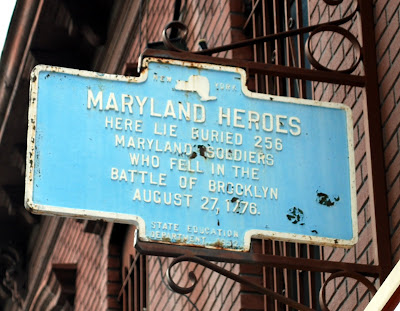 NEW YORK
MARYLAND HEROES
HERE LIE BURIED 256
MARYLAND SOLDIERS
WHO FELL IN THE
BATTLE OF BROOKLYN
AUGUST 27, 1776.
STATE EDUCATION
DEPARTMENT